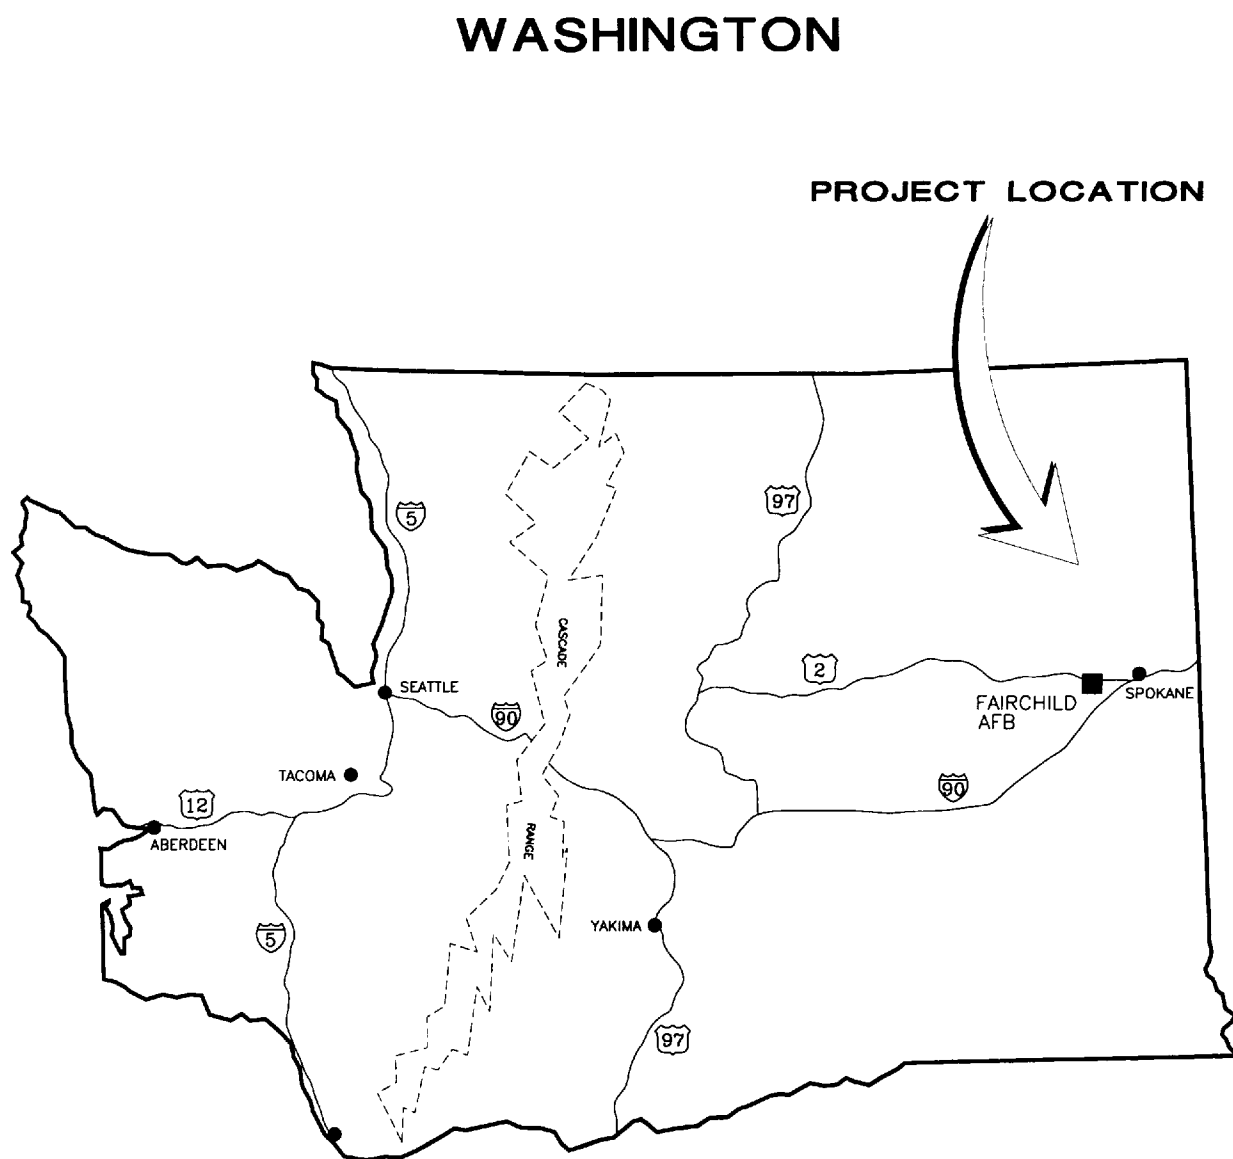 WASHINGTON
PROJECT LOCATION
97
5
CASCADE
2
SEATTLE
SPOKANE
FAIRCHILD
AFB
90
TACOMA
90
12
RANGE
ABERDEEN
YAKIMA
5
97